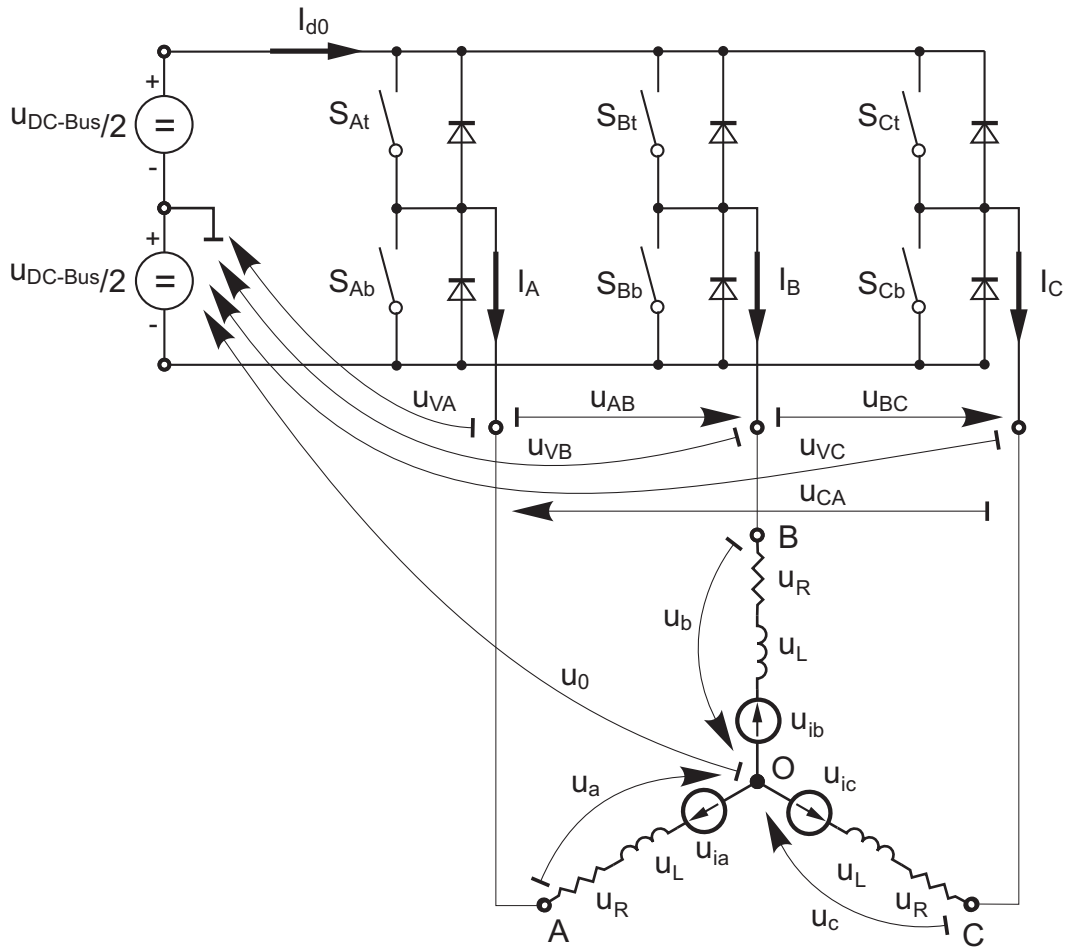 Id0
+
uDC-Bus/2
=
-
SAt
SBt
SCt
+
uDC-Bus/2
=
-
SAb
IA
SBb
IB
SCb
IC
uVA
uAB
uBC
uVB
uVC
uCA
B
uR
ub
uL
uib
u0
O
uic
ua
uia
uL
uR
A
uL
uR
uc
C